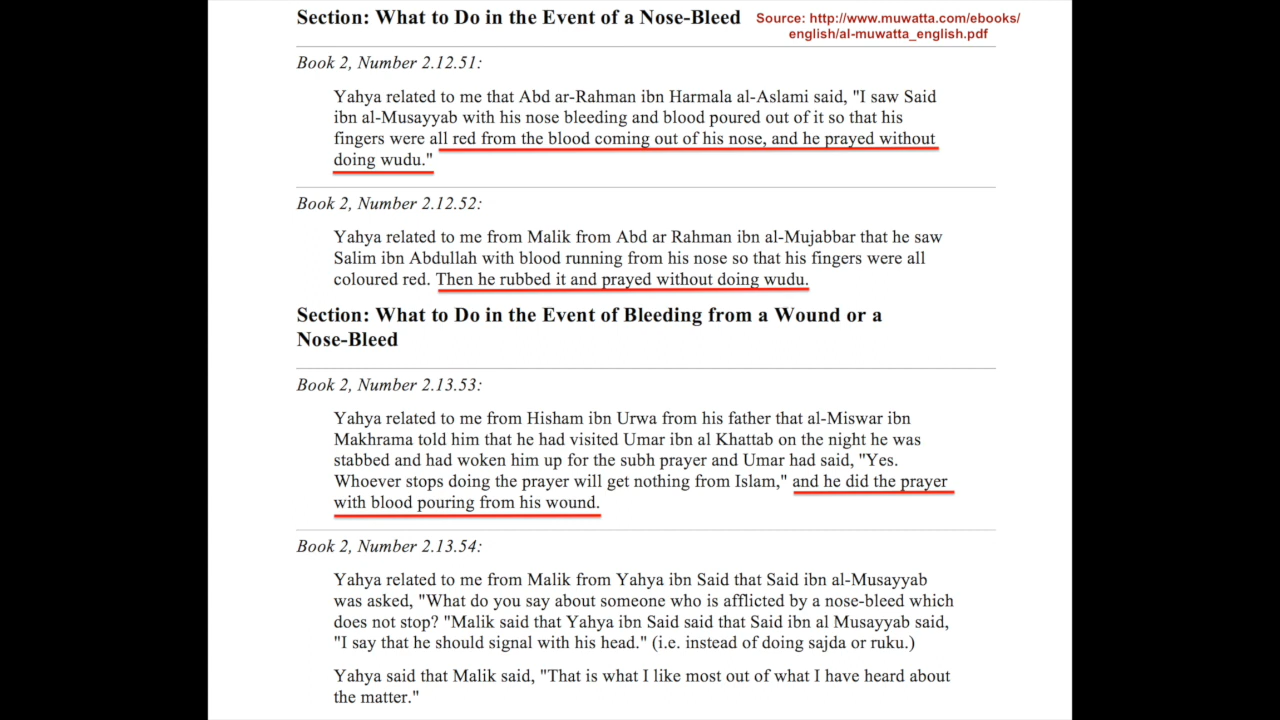 Section: What to Do in the Event of a Nose-Bleed
Source: http://www.muwatta.com/ebooks/
english/al-muwatta_english.pdf
Book 2, Number 2.12.51:
Yahya related to me that Abd ar-Rahman ibn Harmala al-Aslami said, "I saw Said
ibn al-Musayyab with his nose bleeding and blood poured out of it so that his
fingers were all red from the blood coming out of his nose, and he prayed without
doing wudu."
Book 2, Number 2.12.52:
Yahya related to me from Malik from Abd ar Rahman ibn al-Mujabbar that he saw
Salim ibn Abdullah with blood running from his nose so that his fingers were all
coloured red. Then he rubbed it and prayed without doing wudu.
Section: What to Do in the Event of Bleeding from a Wound or a
Nose-Bleed
Book 2, Number 2.13.53:
Yahya related to me from Hisham ibn Urwa from his father that al-Miswar ibn
Makhrama told him that he had visited Umar ibn al Khattab on the night he was
stabbed and had woken him up for the subh prayer and Umar had said, "Yes.
Whoever stops doing the prayer will get nothing from Islam," and he did the prayer
with blood pouring from his wound.
Book 2, Number 2.13.54:
Yahya related to me from Malik from Yahya ibn Said that Said ibn al-Musayyab
was asked, "What do you say about someone who is afflicted by a nose-bleed which
does not stop? "Malik said that Yahya ibn Said said that Said ibn al Musayyab said,
"I say that he should signal with his head." (i.e. instead of doing sajda or ruku.)
Yahya said that Malik said, "That is what I like most out of what I have heard about
the matter."